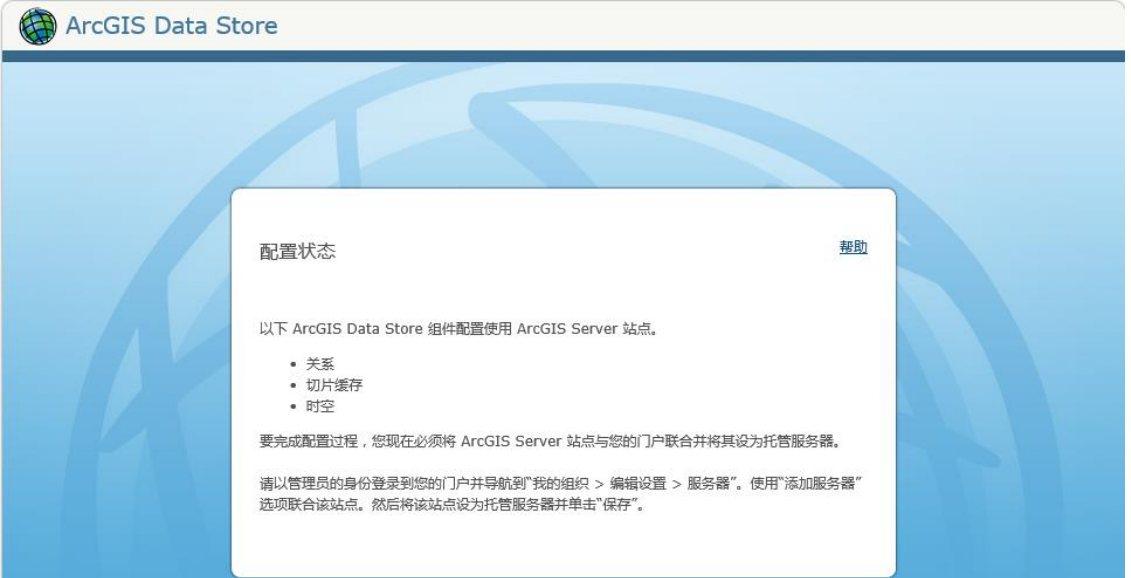 ArcGIS Data Store
配置状态
帮助
以下 ArcGIS Data Store 组件配置使用 ArcGIS Server 站点。
• 关系
• 切片缓存
• 时空
要完成配置过程，您现在必须将 ArcGIS Server 站点与您的门户联合并将其设为托管服务器。
请以管理员的身份登录到您的门户并导航到“我的组织 > 编辑设置 > 服务器”。使用“添加服务器”
选项联合该站点。然后将该站点设为托管服务器并单击“保存”。